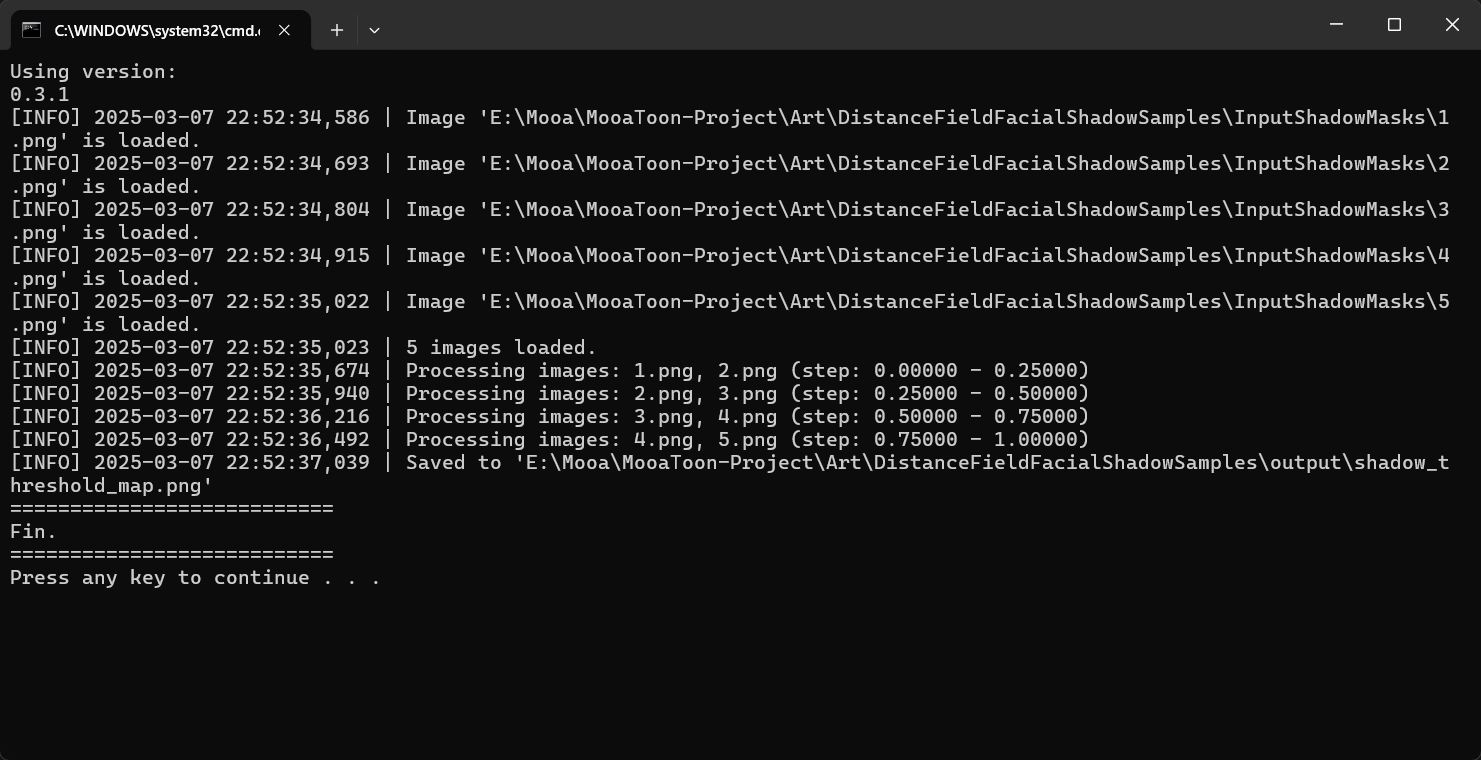 C:\WINDOWS\system32\cmd.
Using version:
0.3.1
[INFO] 2025-03-07 22:52:34,586 | Image 'E:\Mooa\MooaToon-Project\Art\DistanceFieldFacialShadowSamples\InputShadowMasks\1
.png' is loaded.
[INFO] 2025-03-07 22:52:34,693 | Image 'E:\Mooa\MooaToon-Project\Art\DistanceFieldFacialShadowSamples\InputShadowMasks\2
.png' is loaded.
[INFO] 2025-03-07 22:52:34,804 | Image 'E:\Mooa\MooaToon-Project\Art\DistanceFieldFacialShadowSamples\InputShadowMasks\3
.png' is loaded.
[INFO] 2025-03-07 22:52:34,915 | Image 'E:\Mooa\MooaToon-Project\Art\DistanceFieldFacialShadowSamples\InputShadowMasks\4
.png' is loaded.
[INFO] 2025-03-07 22:52:35,022 | Image 'E:\Mooa\MooaToon-Project\Art\DistanceFieldFacialShadowSamples\InputShadowMasks\5
.png' is loaded.
[INFO] 2025-03-07 22:52:35,023 | 5 images loaded.
[INFO] 2025-03-07 22:52:35,674 | Processing images: 1.png, 2.png (step: 0.00000 - 0.25000)
[INFO] 2025-03-07 22:52:35,940 | Processing images: 2.png, 3.png (step: 0.25000 - 0.50000)
[INFO] 2025-03-07 22:52:36,216 | Processing images: 3.png, 4.png (step: 0.50000 - 0.75000)
[INFO] 2025-03-07 22:52:36,492 | Processing images: 4.png, 5.png (step: 0.75000 - 1.00000)
[INFO] 2025-03-07 22:52:37,039 | Saved to 'E:\Mooa\MooaToon-Project\Art\DistanceFieldFacialShadowSamples\output\shadow_t
hreshold_map.png'
===========================
Fin.
===========================
Press any key to continue . . .